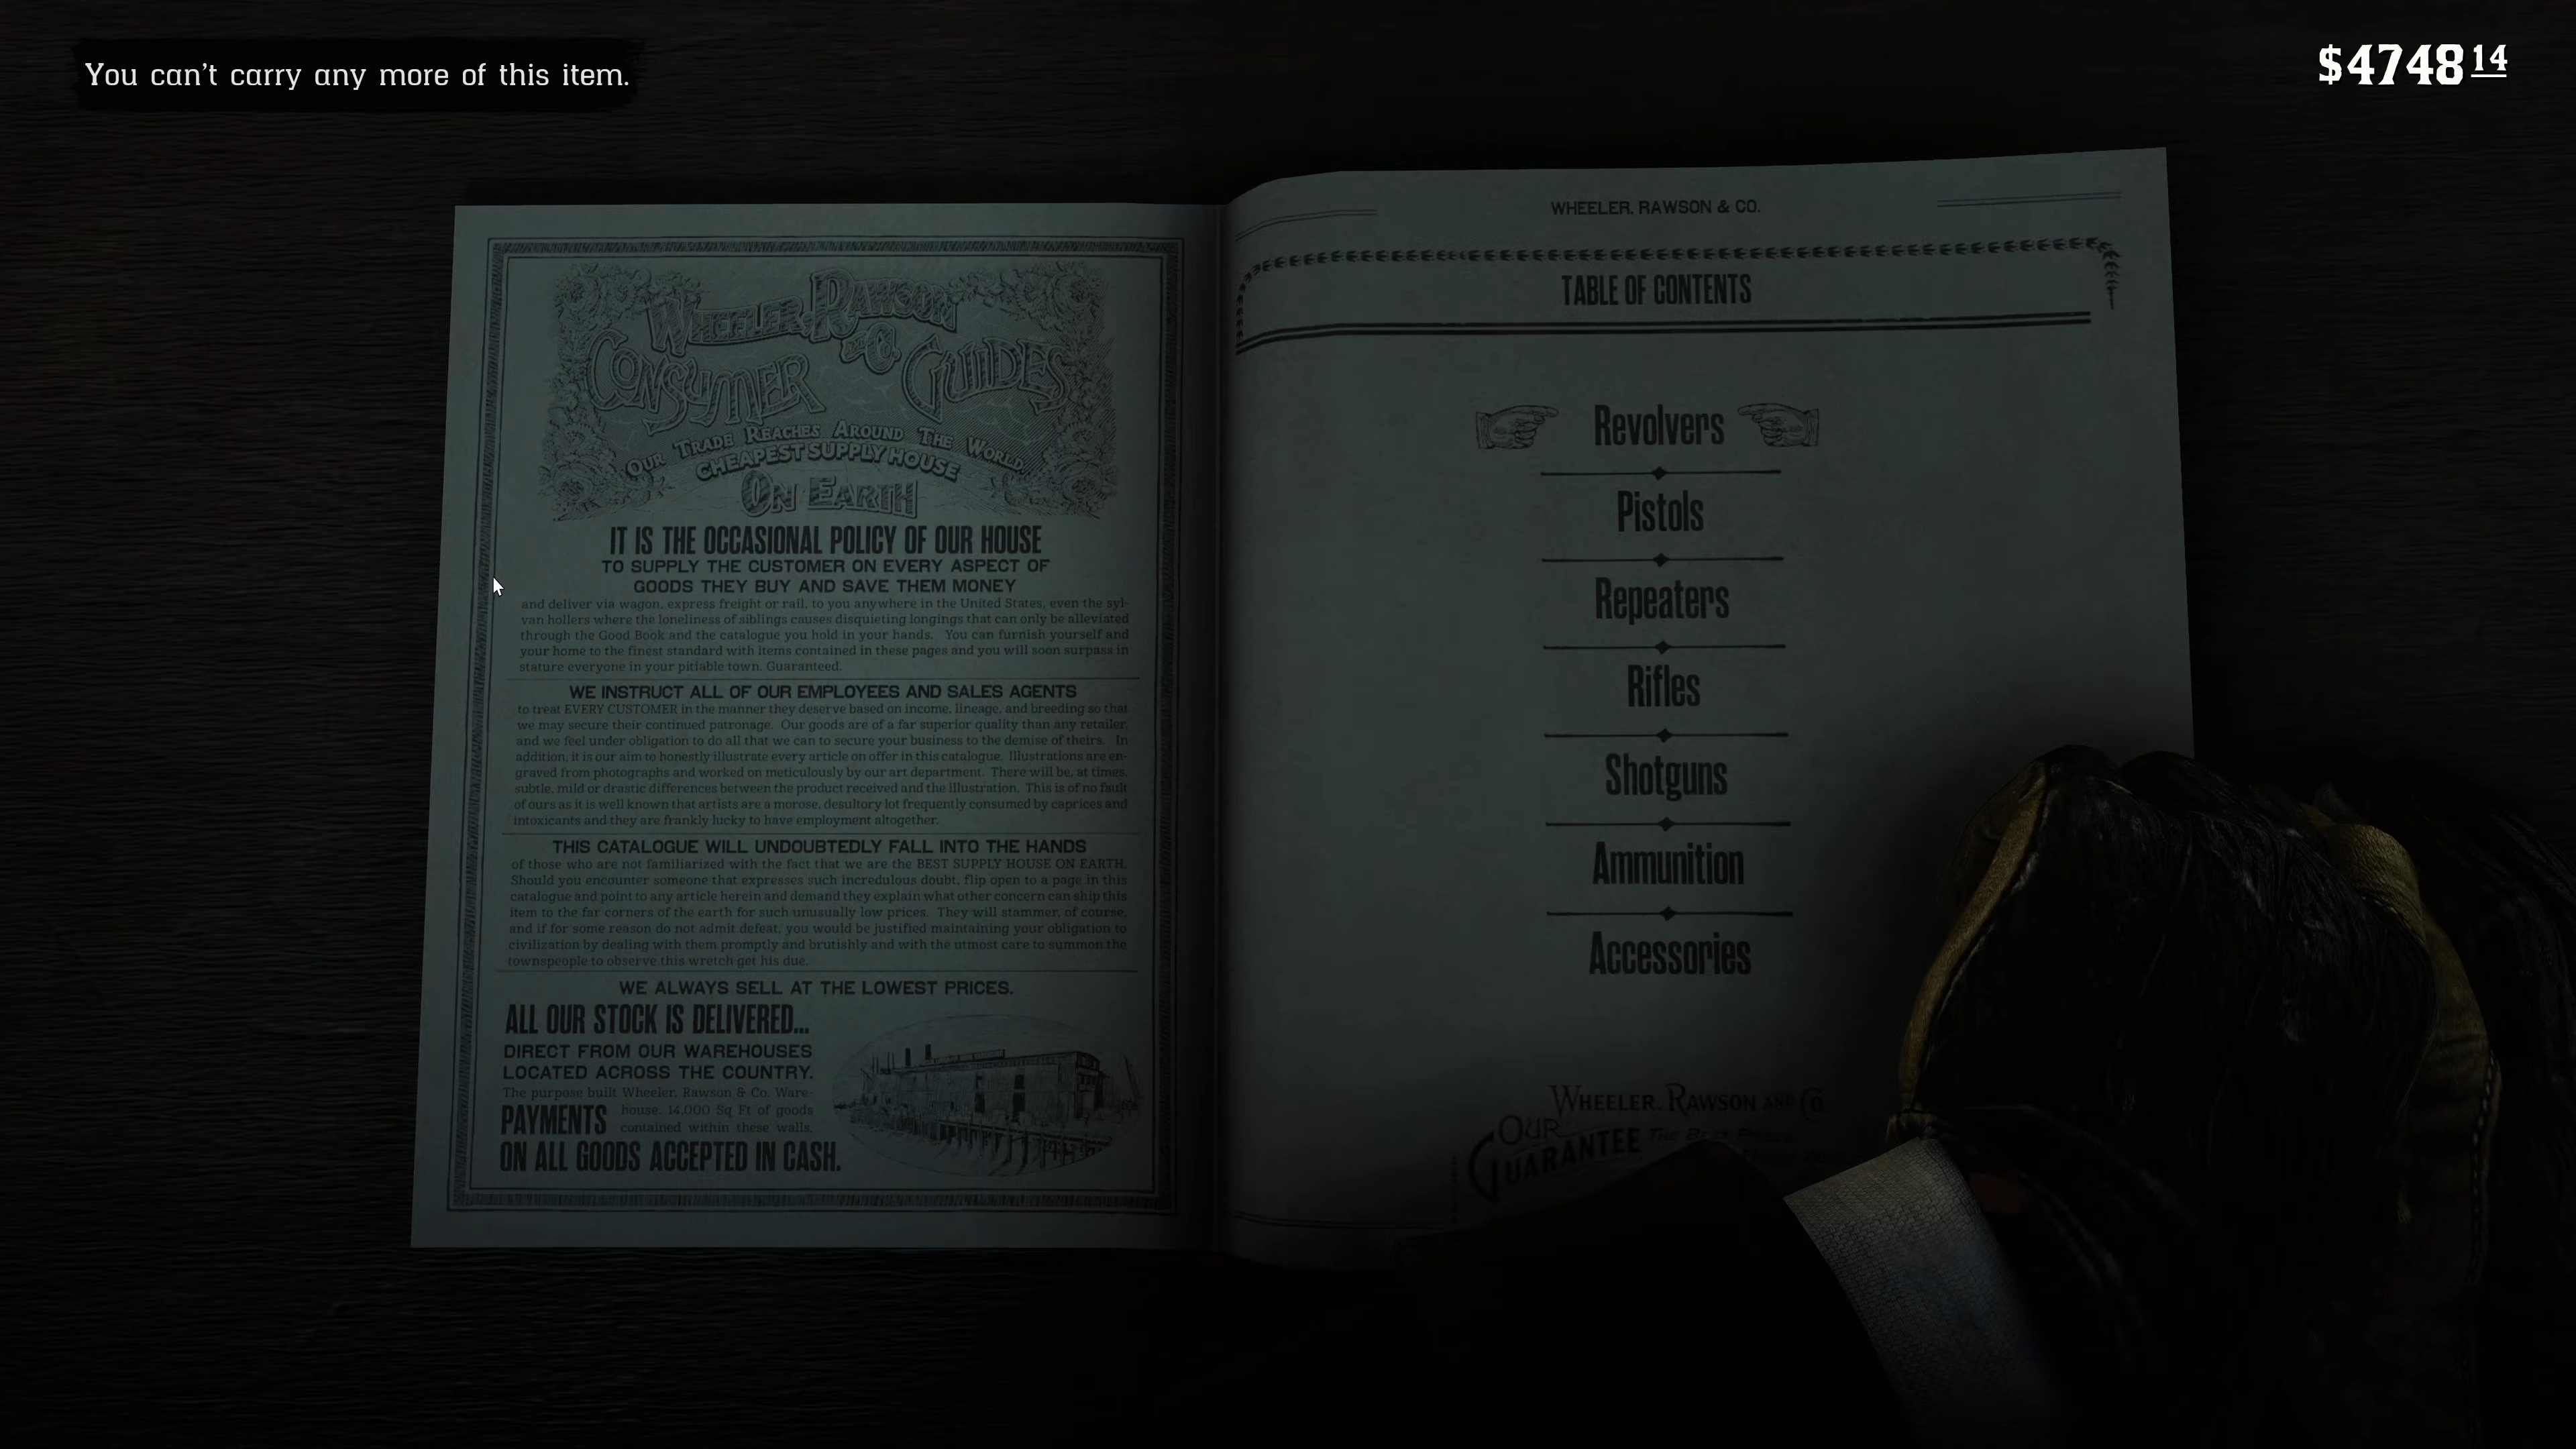 You can't carry any more of this item.
$4748 14
WHEELER, RAWSON & CO.
CONSUMER GUIDES
OUR TRADE REACHES AROUND THE WORLD.
CHEAPEST SUPPLY HOUSE
ON EARTH
IT IS THE OCCASIONAL POLICY OF OUR HOUSE
TO SUPPLY THE CUSTOMER ON EVERY ASPECT OF
GOODS THEY BUY AND SAVE THEM MONEY
and deliver via wagon, express freight or rail, to you anywhere in the United States, even the syl-
van hollers where the loneliness of siblings causes disquieting longings that can only be alleviated
through the Good Book and the catalogue you hold in your hands. You can furnish yourself and
your home to the finest standard with items contained in these pages and you will soon surpass in
stature everyone in your pitiable town. Guaranteed.
WE INSTRUCT ALL OF OUR EMPLOYEES AND SALES AGENTS
to treat EVERY CUSTOMER in the manner they deserve based on income, lineage, and breeding so that
we may secure their continued patronage. Our goods are of a far superior quality than any retailer,
and we feel under obligation to do all that we can to secure your business to the demise of theirs. In
addition, it is our aim to honestly illustrate every article on offer in this catalogue. Illustrations are en-
graved from photographs and worked on meticulously by our art department. There will be, at times,
subtle, mild or drastic differences between the product received and the illustration. This is of no fault
of ours as it is well known that artists are a morose, desultory lot frequently consumed by caprices and
intoxicants and they are frankly lucky to have employment altogether.
THIS CATALOGUE WILL UNDOUBTEDLY FALL INTO THE HANDS
of those who are not familiarized with the fact that we are the BEST SUPPLY HOUSE ON EARTH.
Should you encounter someone that expresses such incredulous doubt, flip open to a page in this
catalogue and point to any article herein and demand they explain what other concern can ship this
item to the far corners of the earth for such unusually low prices. They will stammer, of course,
and if for some reason do not admit defeat, you would be justified maintaining your obligation to
civilization by dealing with them promptly and brutishly and with the utmost care to summon the
townspeople to observe this wretch get his due.
WE ALWAYS SELL AT THE LOWEST PRICES.
ALL OUR STOCK IS DELIVERED...
DIRECT FROM OUR WAREHOUSES
LOCATED ACROSS THE COUNTRY.
The purpose built Wheeler, Rawson & Co. Ware-
house. 14,000 Sq Ft of goods
contained within these walls.
PAYMENTS
ON ALL GOODS ACCEPTED IN CASH.
WHEELER, RAWSON & CO.
TABLE OF CONTENTS
Revolvers
Pistols
Repeaters
Rifles
Shotguns
Ammunition
Accessories
WHEELER, RAWSON AND Co
OUR
GUARANTEE THE